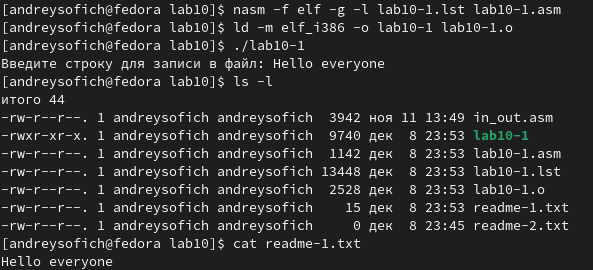 [andreysofich@fedora lab10]$ nasm -f elf -g -l lab10-1.lst lab10-1.asm
[andreysofich@fedora lab10]$ ld -m elf_i386 -o lab10-1 lab10-1.o
[andreysofich@fedora lab10]$ ./lab10-1
Введите строку для записи в файл: Hello everyone
[andreysofich@fedora lab10]$ ls -l
итого 44
-rw-r--r--. 1 andreysofich andreysofich  3942 ноя 11 13:49 in_out.asm
-rwxr-xr-x. 1 andreysofich andreysofich  9740 дек  8 23:53 lab10-1
-rw-r--r--. 1 andreysofich andreysofich  1142 дек  8 23:53 lab10-1.asm
-rw-r--r--. 1 andreysofich andreysofich 13448 дек  8 23:53 lab10-1.lst
-rw-r--r--. 1 andreysofich andreysofich  2528 дек  8 23:53 lab10-1.o
-rw-r--r--. 1 andreysofich andreysofich    15 дек  8 23:53 readme-1.txt
-rw-r--r--. 1 andreysofich andreysofich     0 дек  8 23:45 readme-2.txt
[andreysofich@fedora lab10]$ cat readme-1.txt
Hello everyone